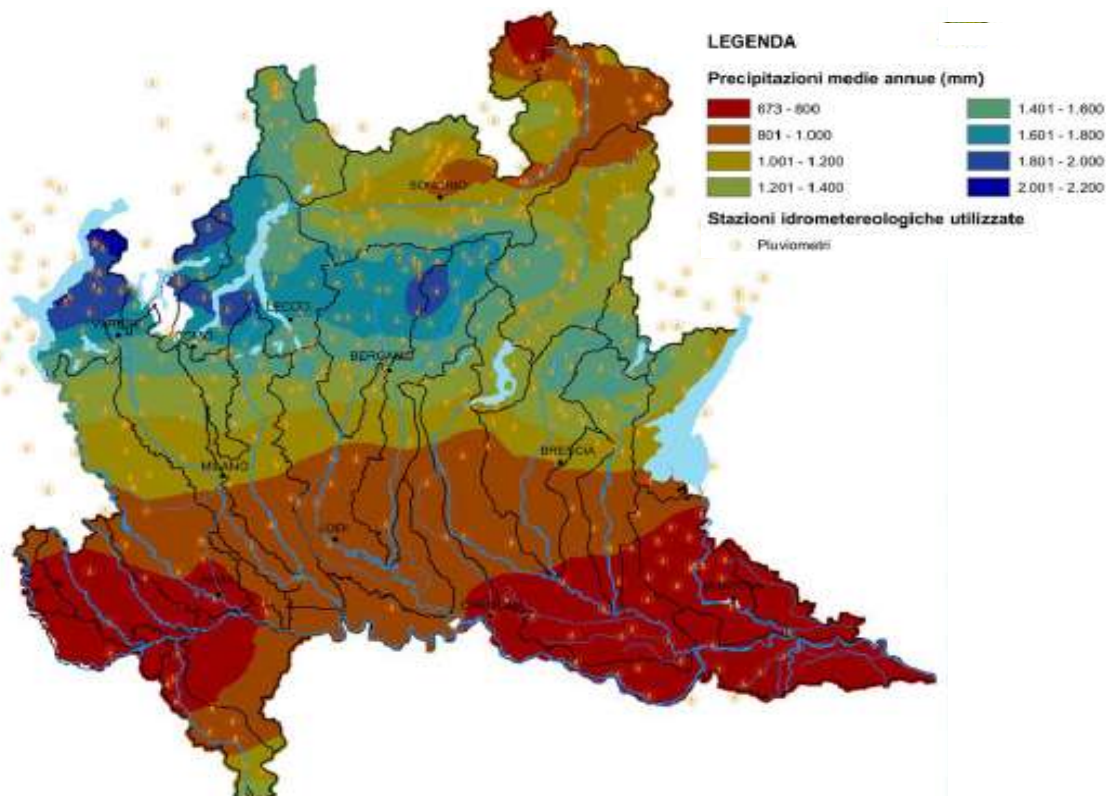 LEGENDA
Precipitazioni medie annue (mm)
673 - 800
801 - 1.000
1.001 - 1.200
1.201 - 1.400
1.401 - 1.600
1.601 - 1.800
1.801 - 2.000
2.001 - 2.200
Stazioni idrometereologiche utilizzate
Pluviometri
SONDRIO
LECCO
VARESE
COMO
BERGAMO
BRESCIA
MILANO
LODI